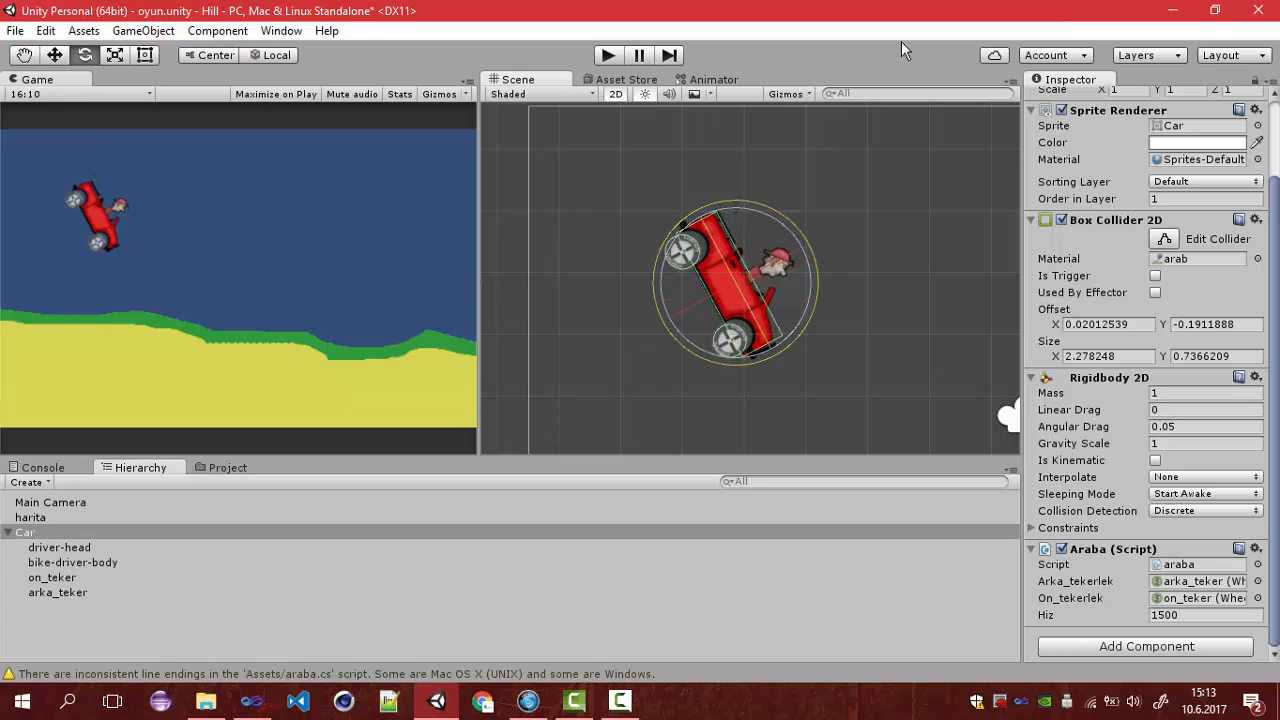 Unity Personal (64bit) - oyun.unity - Hill - PC, Mac & Linux Standalone* <DX11>
File Edit Assets GameObject Component Window Help
Center Local Account Layers Layout
Game Scene Asset Store Animator Inspector
16:10 Maximize on Play Mute audio Stats Gizmos Shaded 2D Gizmos All
Scale X 1 Y 1 Z 1
Sprite Renderer
Sprite Car
Color
Material Sprites-Default
Sorting Layer Default
Order in Layer 1
Box Collider 2D
Edit Collider
Material arab
Is Trigger
Used By Effector
Offset
X 0.02012539 Y -0.1911888
Size
X 2.278248 Y 0.7366209
Rigidbody 2D
Mass 1
Linear Drag 0
Angular Drag 0.05
Gravity Scale 1
Is Kinematic
Interpolate None
Sleeping Mode Start Awake
Collision Detection Discrete
Constraints
Araba (Script)
Script araba
Arka_tekerlek arka_teker (Wh
On_tekerlek on_teker (Whe
Hiz 1500
Add Component
Console Hierarchy Project
Create All
Main Camera
harita
Car
driver-head
bike-driver-body
on_teker
arka_teker
There are inconsistent line endings in the 'Assets/araba.cs' script. Some are Mac OS X (UNIX) and some are Windows.
15:13
10.6.2017
2